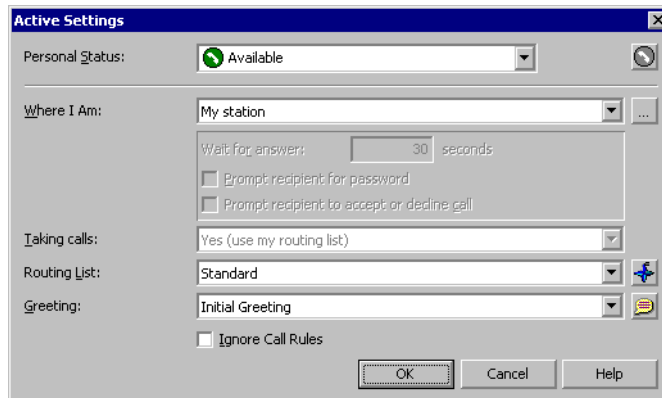 Active Settings
Personal Status: Available
Where I Am: My station ...
Wait for answer: 30 seconds
Prompt recipient for password
Prompt recipient to accept or decline call
Taking calls: Yes (use my routing list)
Routing List: Standard
Greeting: Initial Greeting
Ignore Call Rules
OK Cancel Help